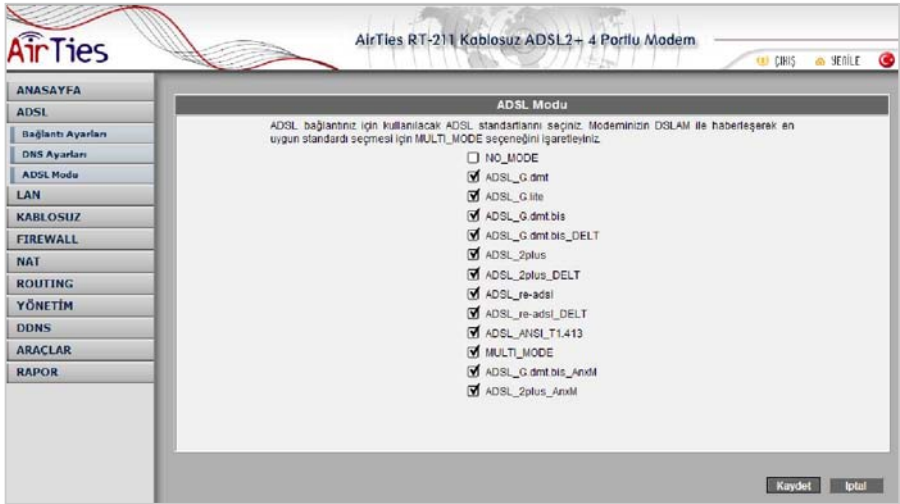 AirTies
AirTies RT-211 Kablosuz ADSL2+ 4 Portlu Modem
ÇIKIŞ
YENİLE
ANASAYFA
ADSL
Bağlantı Ayarları
DNS Ayarları
ADSL Modu
LAN
KABLOSUZ
FIREWALL
NAT
ROUTING
YÖNETİM
DDNS
ARAÇLAR
RAPOR
ADSL Modu
ADSL bağlantınız için kullanılacak ADSL standartlarını seçiniz. Modeminizin DSLAM ile haberleşerek en
uygun standardı seçmesi için MULTI_MODE seçeneğini işaretleyiniz.
NO_MODE
ADSL_G.dmt
ADSL_G.lite
ADSL_G.dmt.bis
ADSL_G.dmt.bis_DELT
ADSL_2plus
ADSL_2plus_DELT
ADSL_re-adsl
ADSL_re-adsl_DELT
ADSL_ANSI_T1.413
MULTI_MODE
ADSL_G.dmt.bis_AnxM
ADSL_2plus_AnxM
Kaydet
Iptal